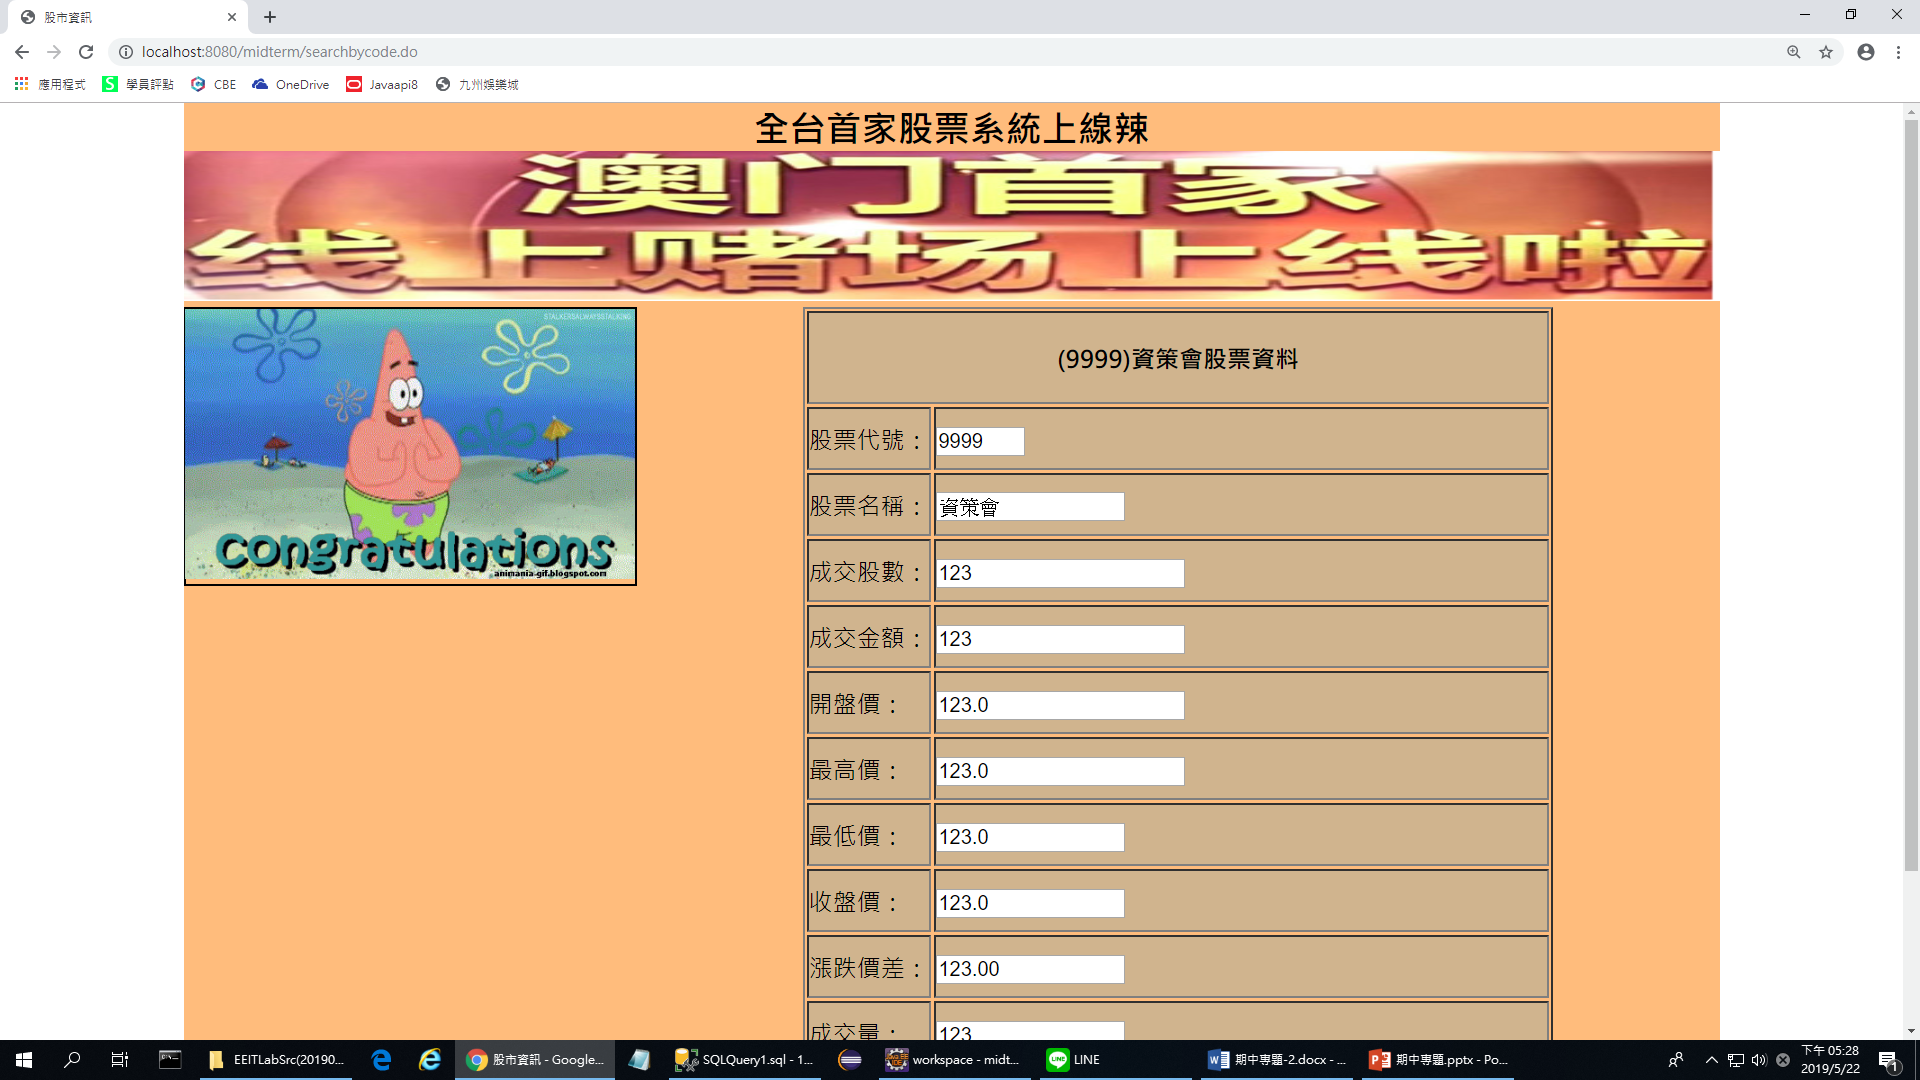 股市資訊
localhost:8080/midterm/searchbycode.do
應用程式
學員評點
CBE
OneDrive
Javaapi8
九州娛樂城
全台首家股票系統上線辣
澳门首家
线上赌场上线啦
STALKERSALWAYSSTALKING
congratulations
animania-gif.blogspot.com
(9999)資策會股票資料
股票代號： 9999
股票名稱： 資策會
成交股數： 123
成交金額： 123
開盤價： 123.0
最高價： 123.0
最低價： 123.0
收盤價： 123.0
漲跌價差： 123.00
成交量： 123
EEITLabSrc(20190...
股市資訊 - Google...
SQLQuery1.sql - 1...
workspace - midt...
LINE
期中專題-2.docx - ...
期中專題.pptx - Po...
下午 05:28
2019/5/22
1